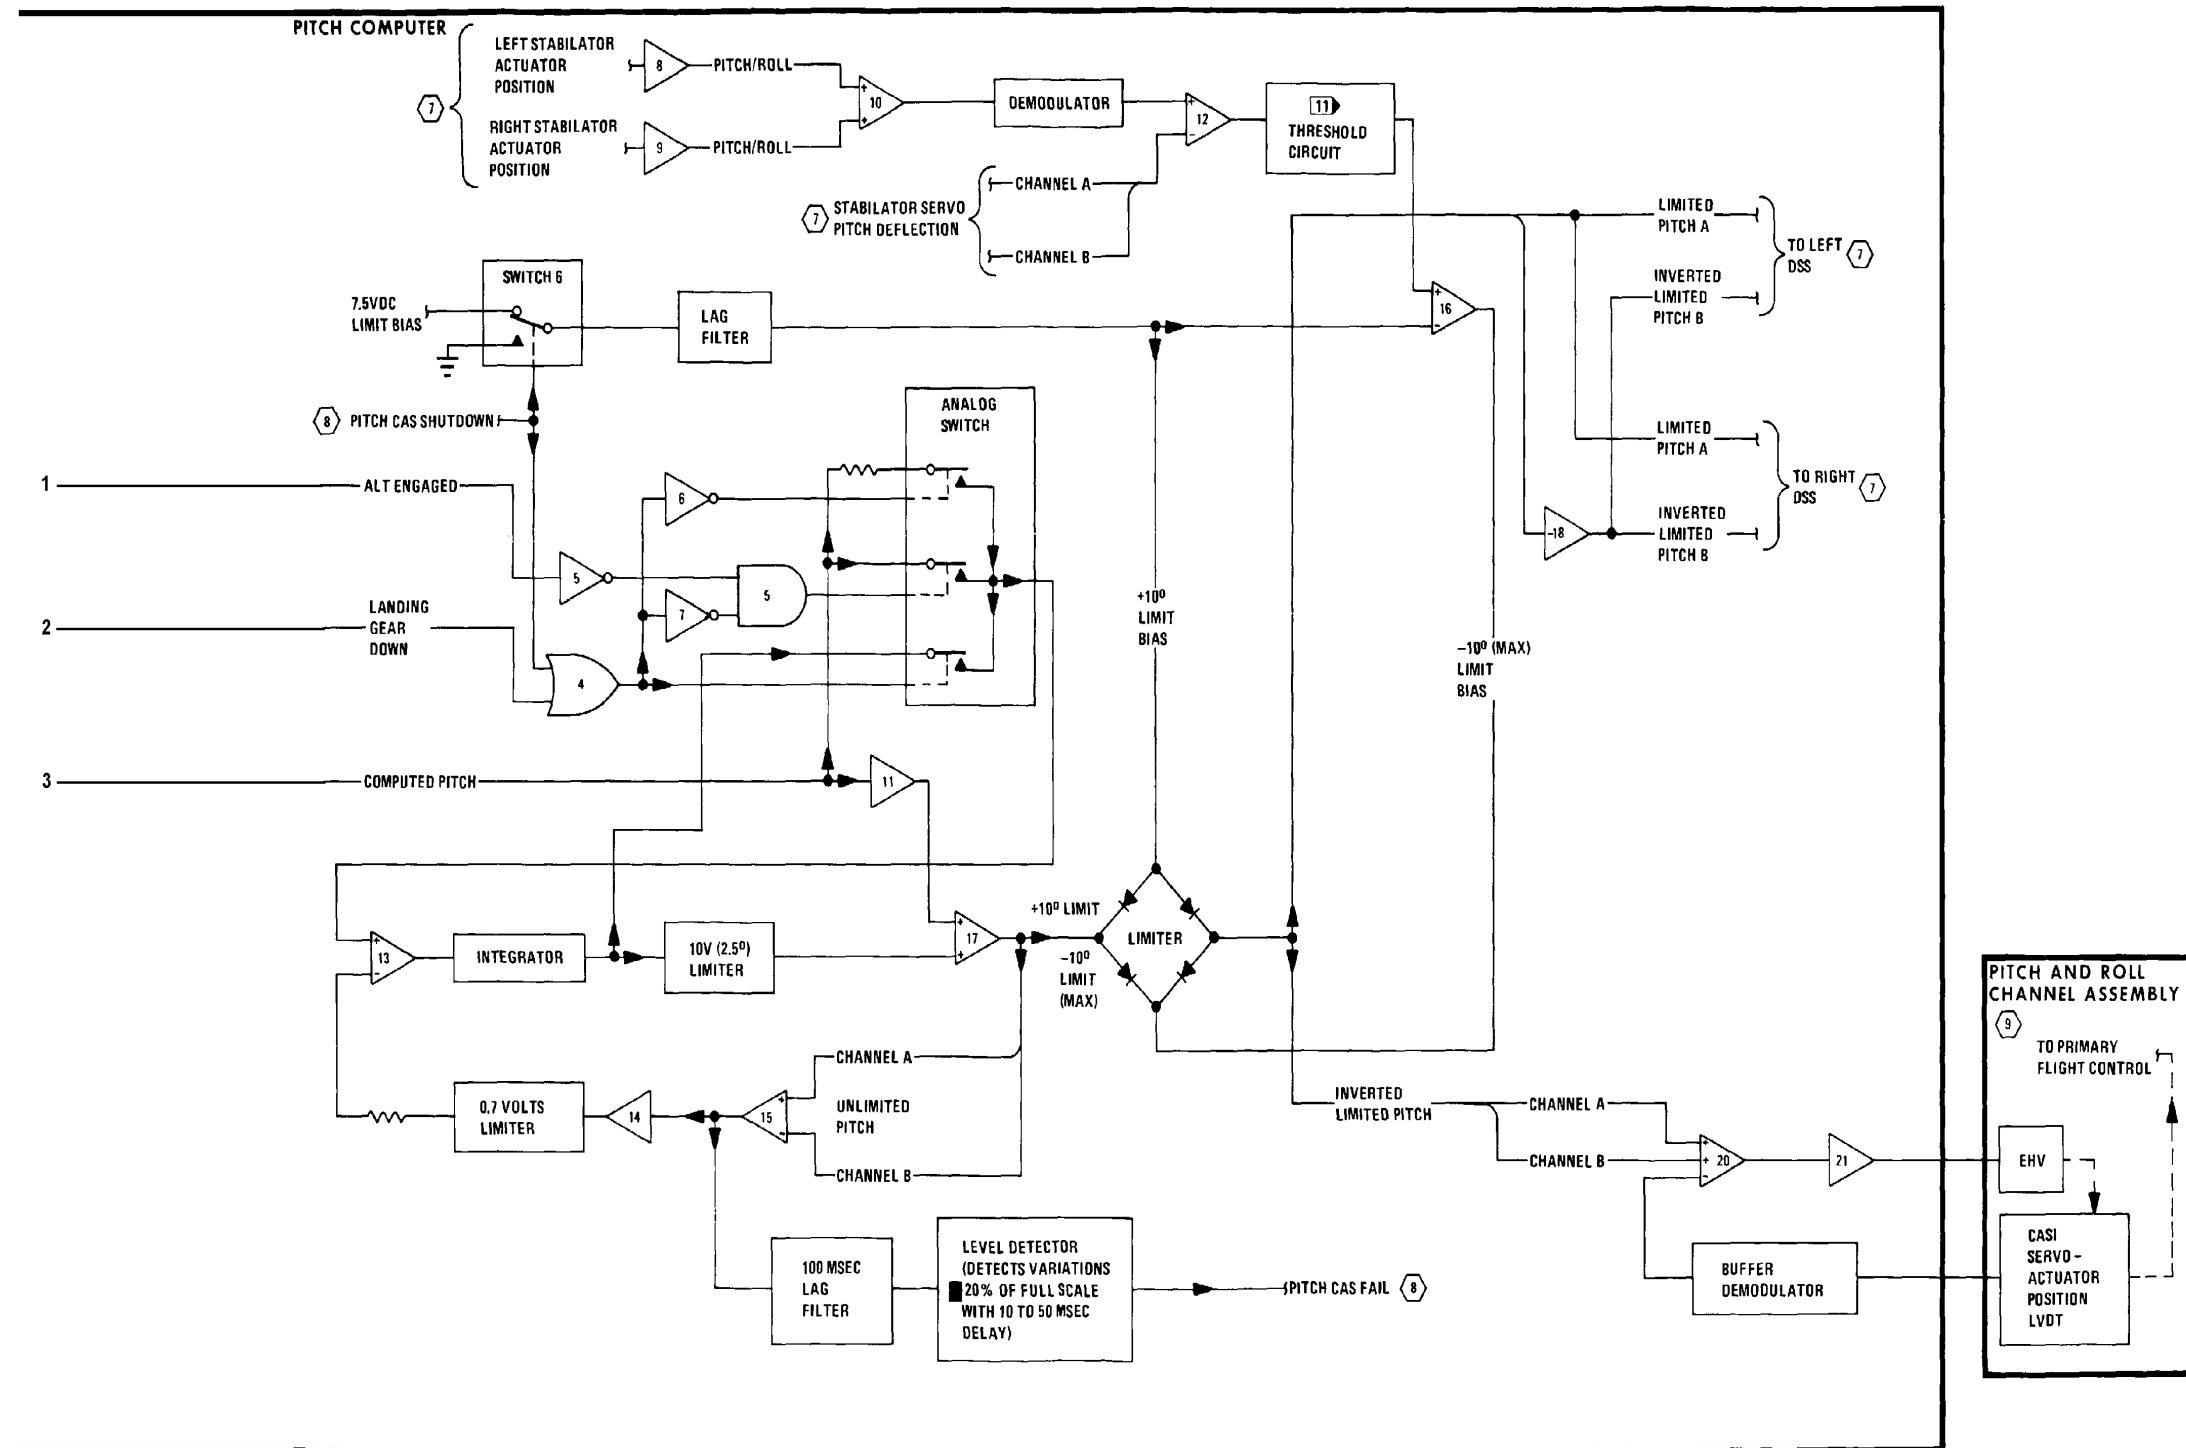 PITCH COMPUTER
LEFT STABILATOR
ACTUATOR
POSITION
8
PITCH/ROLL
7
RIGHT STABILATOR
ACTUATOR
POSITION
9
PITCH/ROLL
+
+
10
DEMODULATOR
+
-
12
11
THRESHOLD
CIRCUIT
7
STABILATOR SERVO
PITCH DEFLECTION
CHANNEL A
CHANNEL B
LIMITED
PITCH A
INVERTED
LIMITED
PITCH B
TO LEFT
DSS
7
SWITCH 6
7.5VDC
LIMIT BIAS
LAG
FILTER
+
-
16
8
PITCH CAS SHUTDOWN
ANALOG
SWITCH
LIMITED
PITCH A
INVERTED
LIMITED
PITCH B
TO RIGHT
DSS
7
-18
1
ALT ENGAGED
6
5
7
5
2
LANDING
GEAR
DOWN
4
+10º
LIMIT
BIAS
-10º (MAX)
LIMIT
BIAS
3
COMPUTED PITCH
11
+
-
13
INTEGRATOR
10V (2.5º)
LIMITER
+
+
17
+10º LIMIT
-10º
LIMIT
(MAX)
LIMITER
0.7 VOLTS
LIMITER
14
15
+
-
CHANNEL A
UNLIMITED
PITCH
CHANNEL B
INVERTED
LIMITED PITCH
CHANNEL A
CHANNEL B
+
+
-
20
21
100 MSEC
LAG
FILTER
LEVEL DETECTOR
(DETECTS VARIATIONS
20% OF FULL SCALE
WITH 10 TO 50 MSEC
DELAY)
PITCH CAS FAIL
8
BUFFER
DEMODULATOR
PITCH AND ROLL
CHANNEL ASSEMBLY
9
TO PRIMARY
FLIGHT CONTROL
EHV
CASI
SERVO-
ACTUATOR
POSITION
LVDT